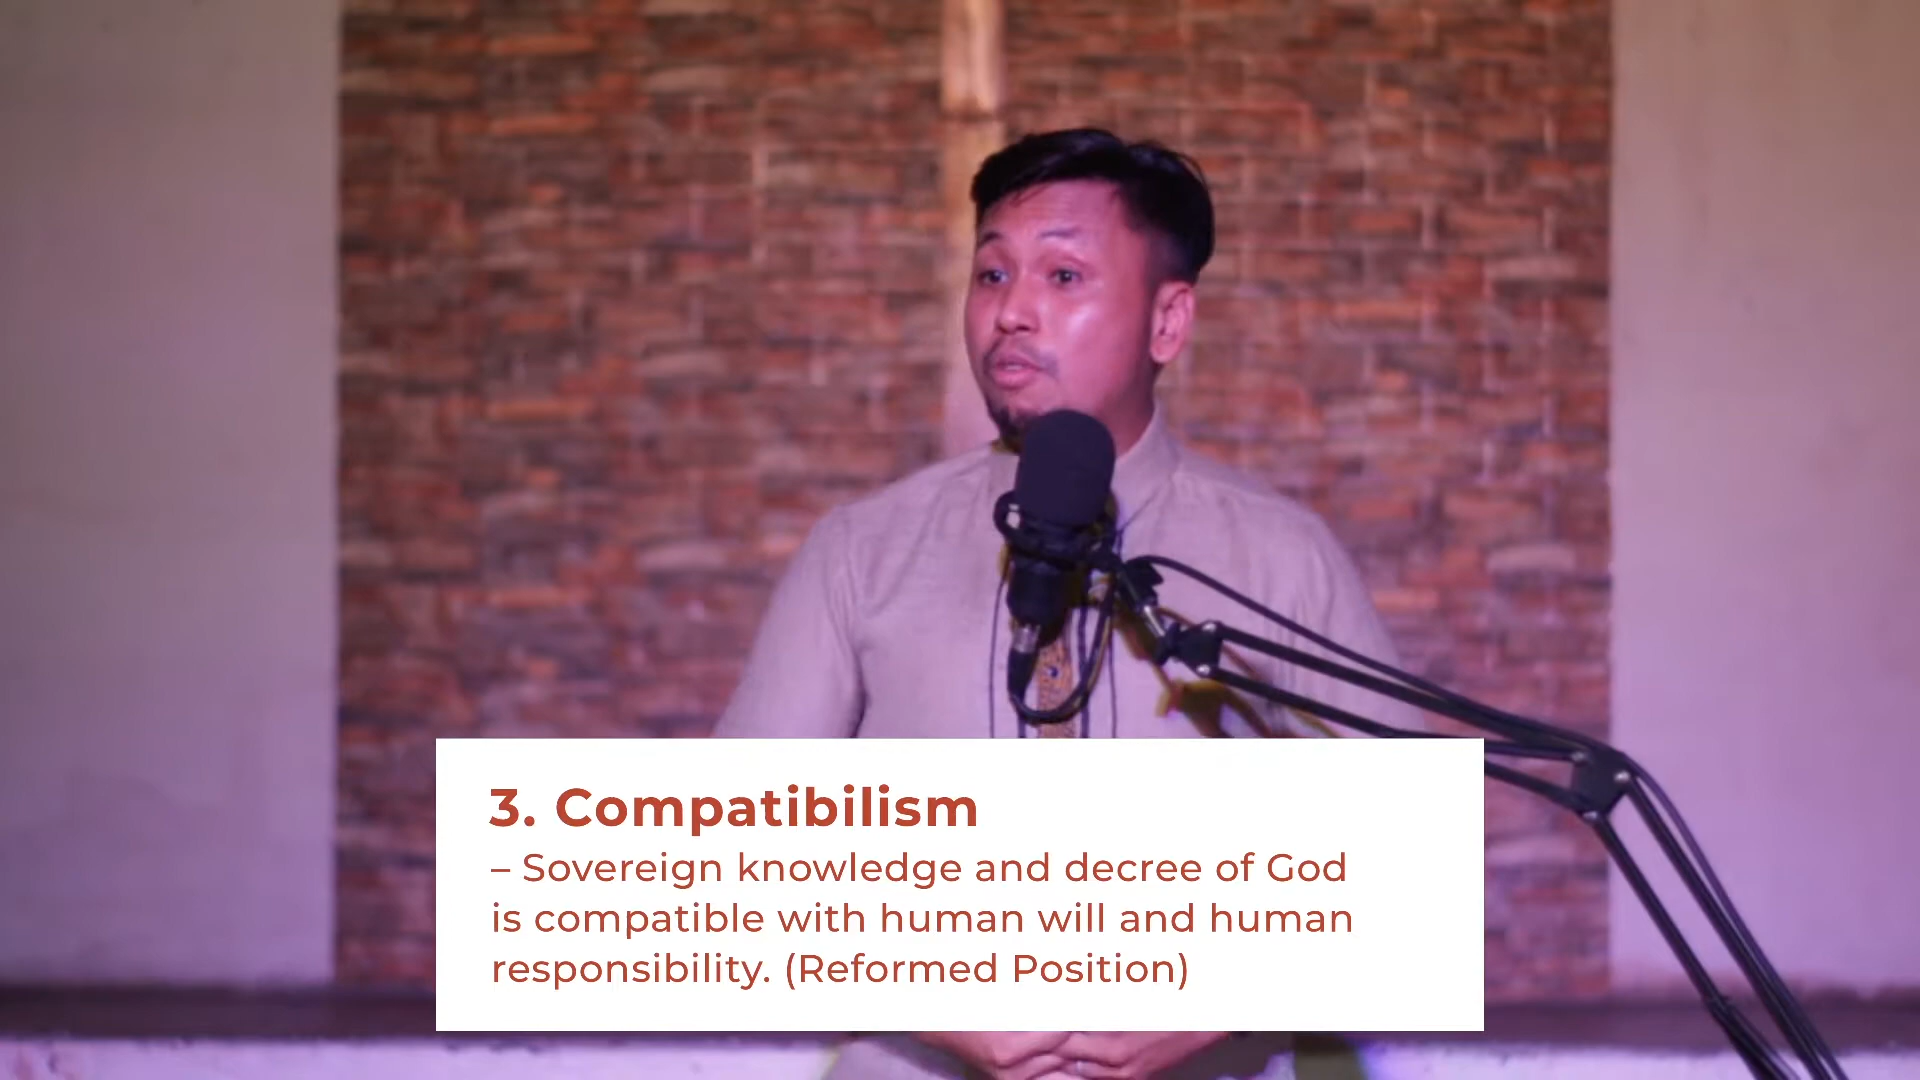 3. Compatibilism
– Sovereign knowledge and decree of God
is compatible with human will and human
responsibility. (Reformed Position)